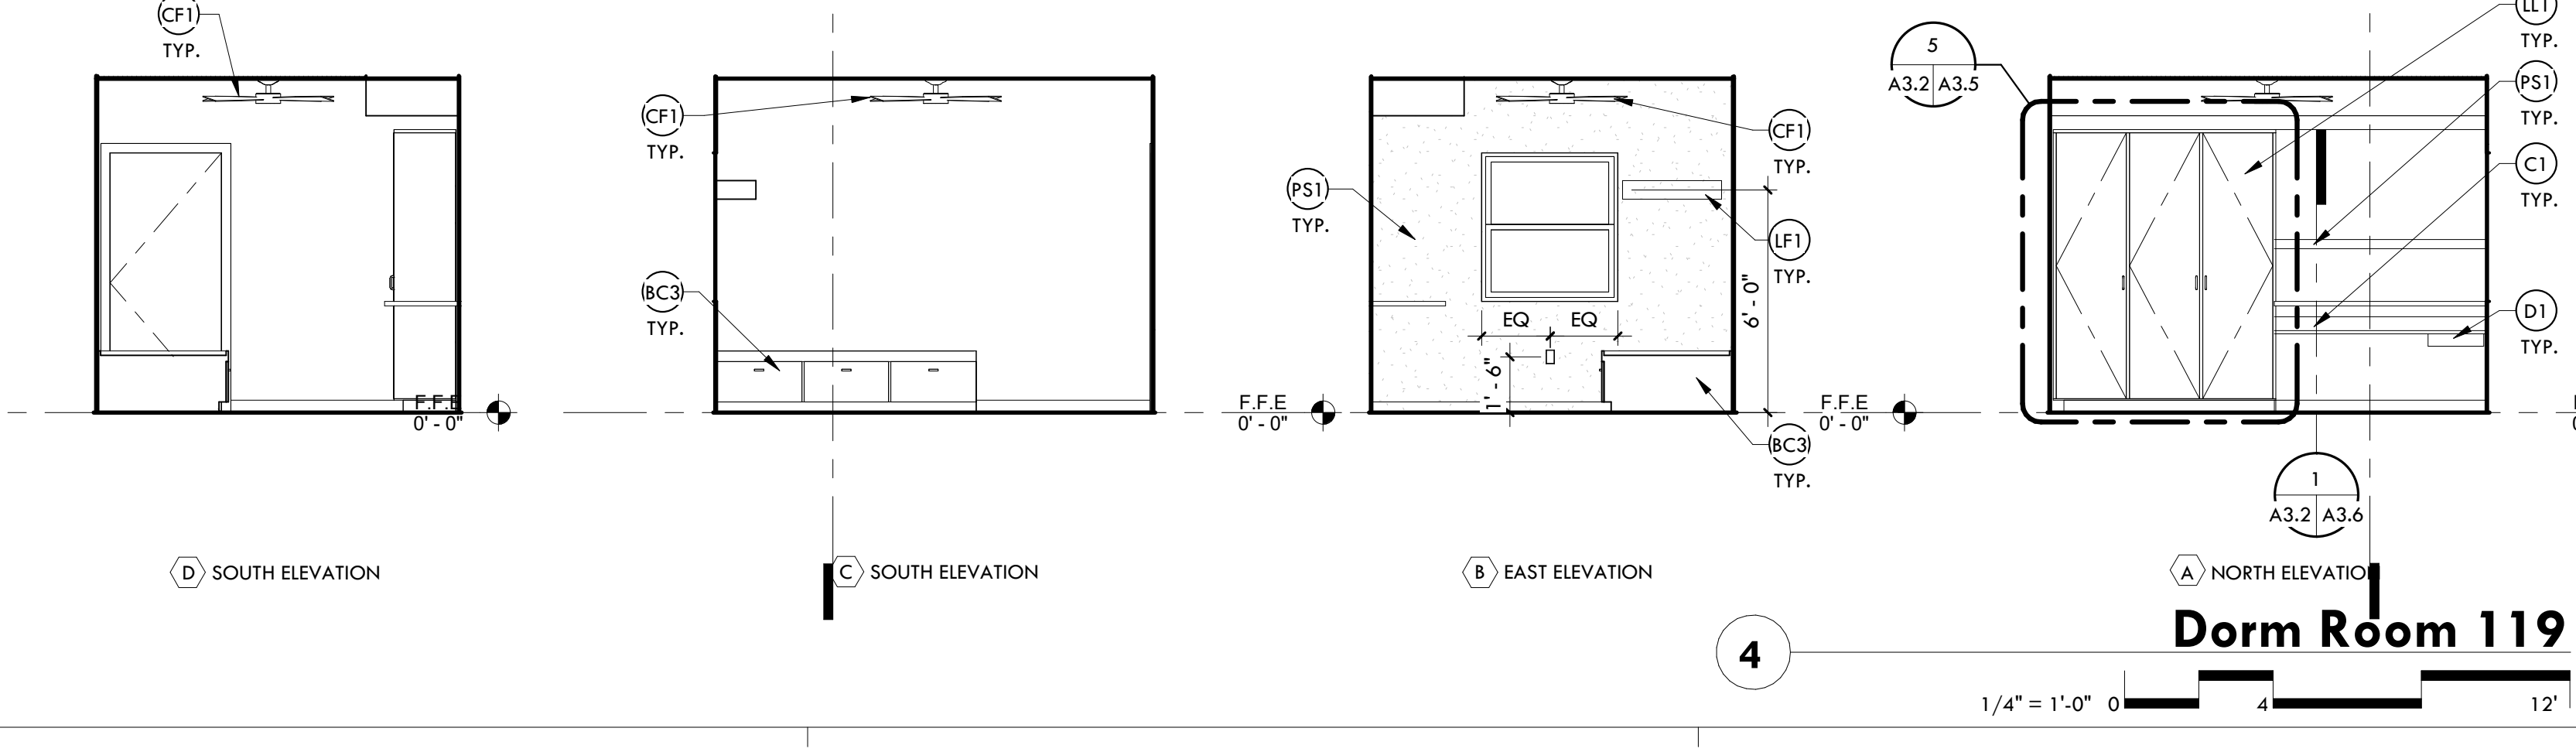 CF1
TYP.
F.F.E
0' - 0"
D SOUTH ELEVATION
CF1
TYP.
BC3
TYP.
C SOUTH ELEVATION
F.F.E
0' - 0"
PS1
TYP.
CF1
TYP.
LF1
TYP.
6' - 0"
EQ EQ
1' - 6"
BC3
TYP.
B EAST ELEVATION
F.F.E
0' - 0"
5
A3.2 A3.5
LL1
TYP.
PS1
TYP.
C1
TYP.
D1
TYP.
1
A3.2 A3.6
A NORTH ELEVATION
4
Dorm Room 119
1/4" = 1'-0" 0 4 12'